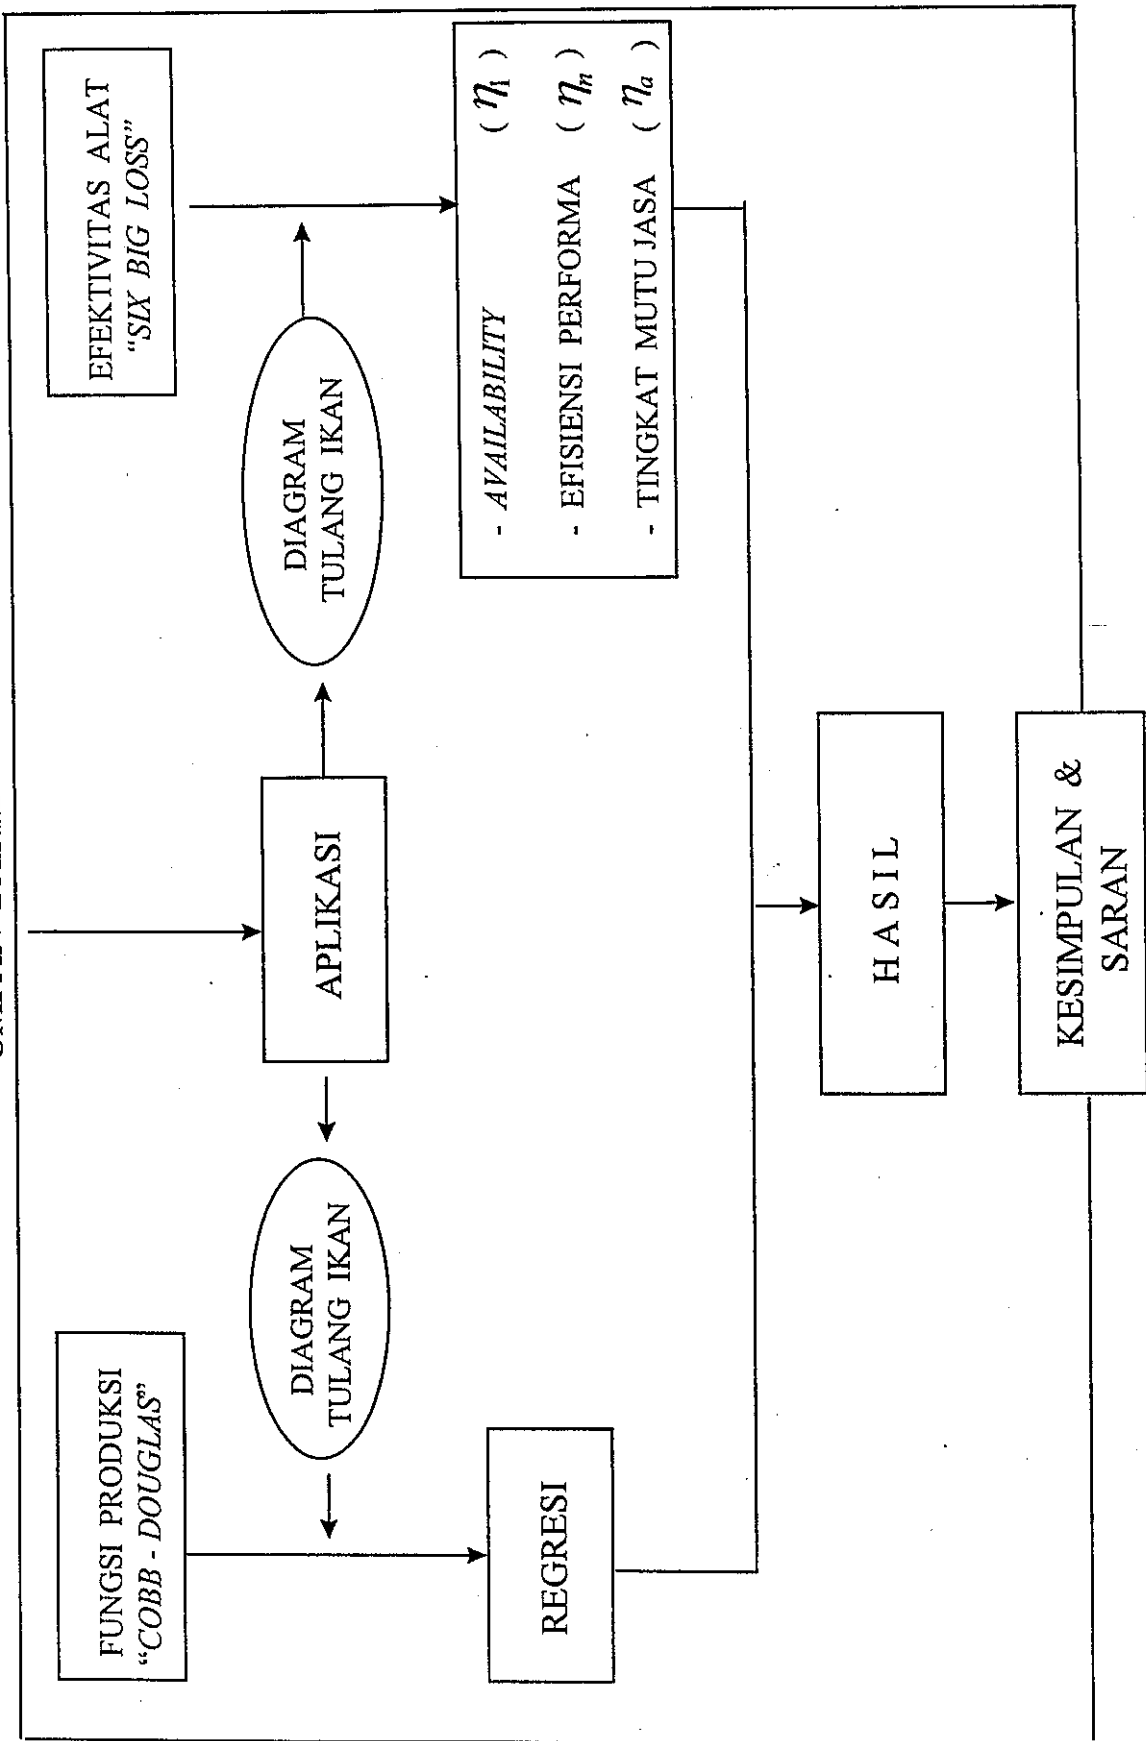 FUNGSI PRODUKSI
“COBB - DOUGLAS”
EFEKTIVITAS ALAT
“SIX BIG LOSS”
DIAGRAM
TULANG IKAN
APLIKASI
DIAGRAM
TULANG IKAN
REGRESI
- AVAILABILITY ( η₁ )
- EFISIENSI PERFORMA ( ηₙ )
- TINGKAT MUTU JASA ( ηₐ )
H A S I L
KESIMPULAN &
SARAN